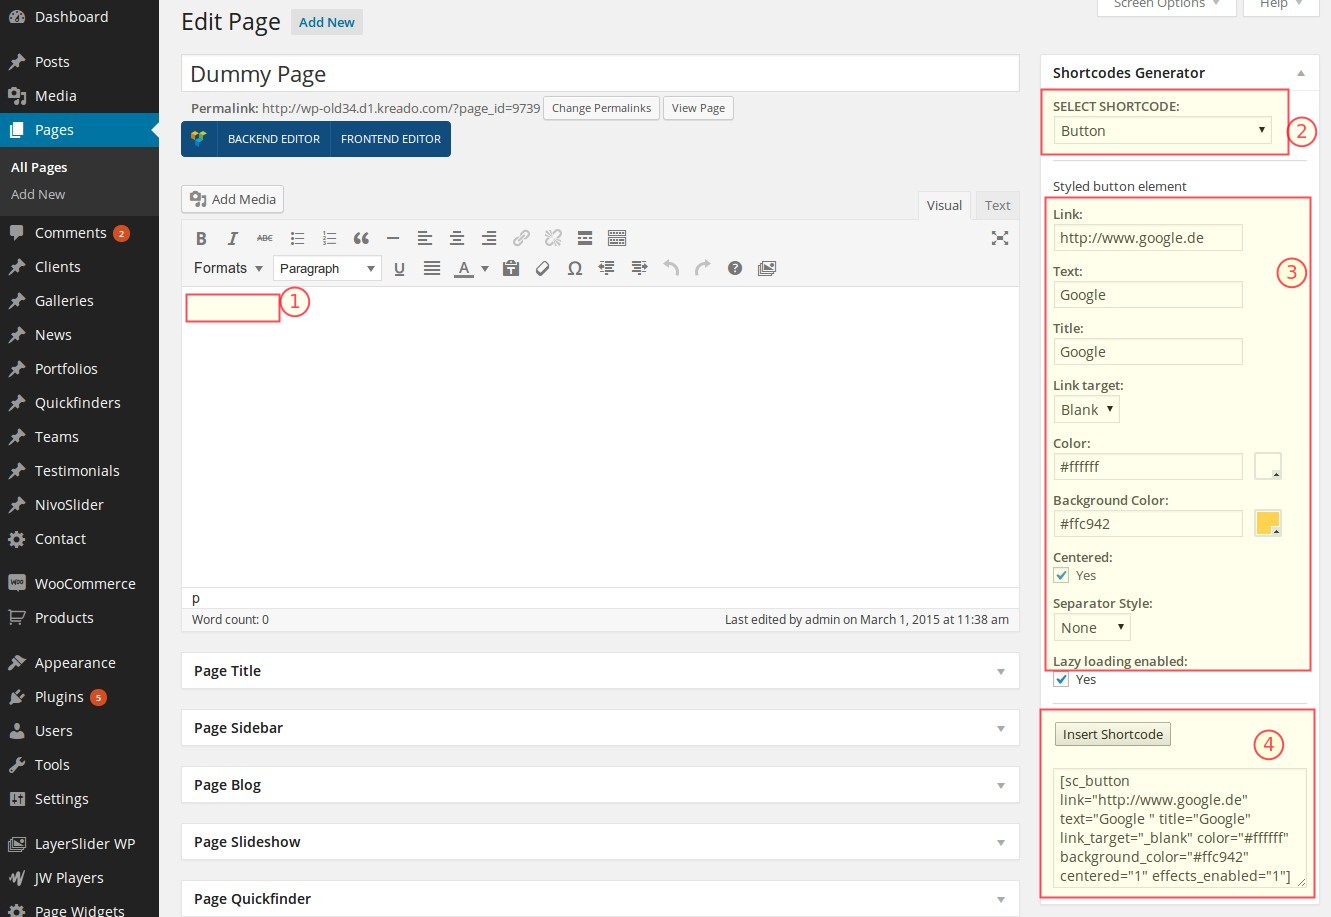 Dashboard
Posts
Media
Pages
All Pages
Add New
Comments 2
Clients
Galleries
News
Portfolios
Quickfinders
Teams
Testimonials
NivoSlider
Contact
WooCommerce
Products
Appearance
Plugins 5
Users
Tools
Settings
LayerSlider WP
JW Players
Page Widgets
Screen Options
Help
Edit Page Add New
Dummy Page
Permalink: http://wp-old34.d1.kreado.com/?page_id=9739 Change Permalinks View Page
BACKEND EDITOR FRONTEND EDITOR
Add Media
Visual Text
B I ABC
Formats Paragraph U A
1
p
Word count: 0 Last edited by admin on March 1, 2015 at 11:38 am
Page Title
Page Sidebar
Page Blog
Page Slideshow
Page Quickfinder
Shortcodes Generator
SELECT SHORTCODE:
Button
2
Styled button element
Link:
http://www.google.de
3
Text:
Google
Title:
Google
Link target:
Blank
Color:
#ffffff
Background Color:
#ffc942
Centered:
Yes
Separator Style:
None
Lazy loading enabled:
Yes
Insert Shortcode
4
[sc_button
link="http://www.google.de"
text="Google " title="Google"
link_target="_blank" color="#ffffff"
background_color="#ffc942"
centered="1" effects_enabled="1"]